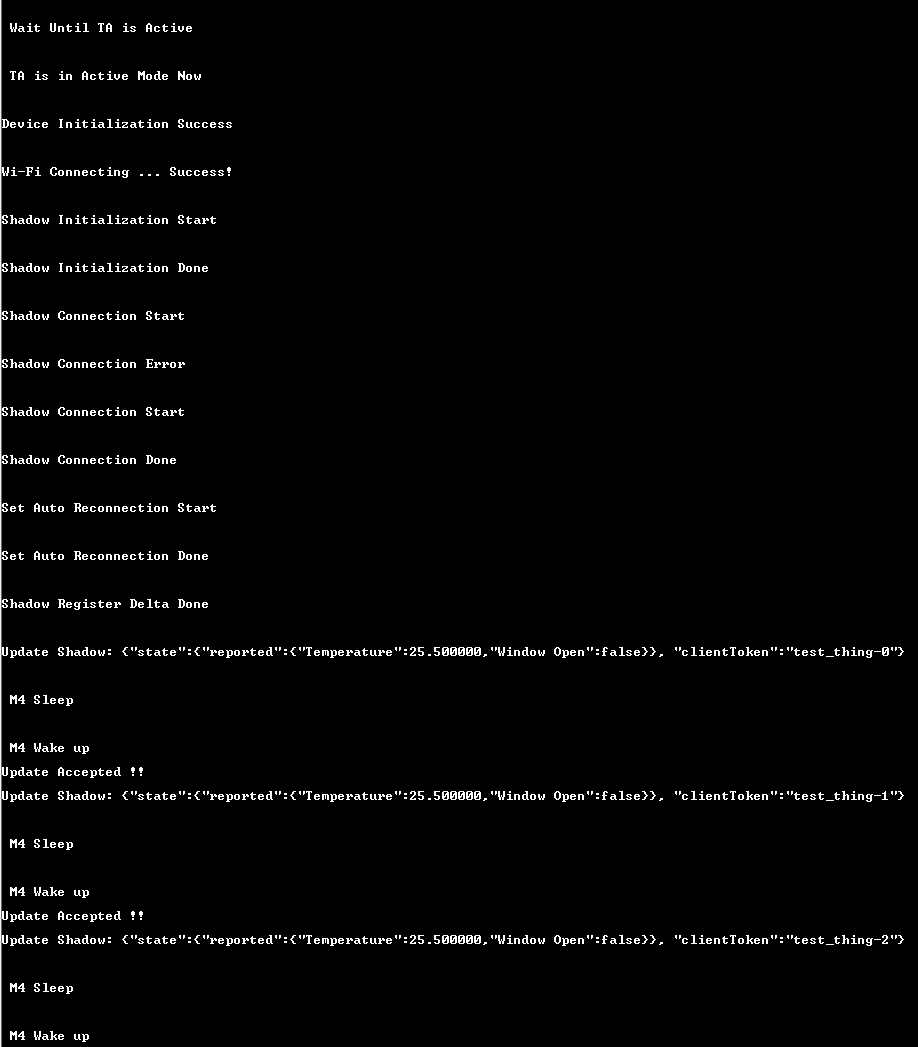 Wait Until TA is Active
TA is in Active Mode Now
Device Initialization Success
Wi-Fi Connecting ... Success!
Shadow Initialization Start
Shadow Initialization Done
Shadow Connection Start
Shadow Connection Error
Shadow Connection Start
Shadow Connection Done
Set Auto Reconnection Start
Set Auto Reconnection Done
Shadow Register Delta Done
Update Shadow: {"state":{"reported":{"Temperature":25.500000,"Window Open":false}}, "clientToken":"test_thing-0"}
M4 Sleep
M4 Wake up
Update Accepted !!
Update Shadow: {"state":{"reported":{"Temperature":25.500000,"Window Open":false}}, "clientToken":"test_thing-1"}
M4 Sleep
M4 Wake up
Update Accepted !!
Update Shadow: {"state":{"reported":{"Temperature":25.500000,"Window Open":false}}, "clientToken":"test_thing-2"}
M4 Sleep
M4 Wake up